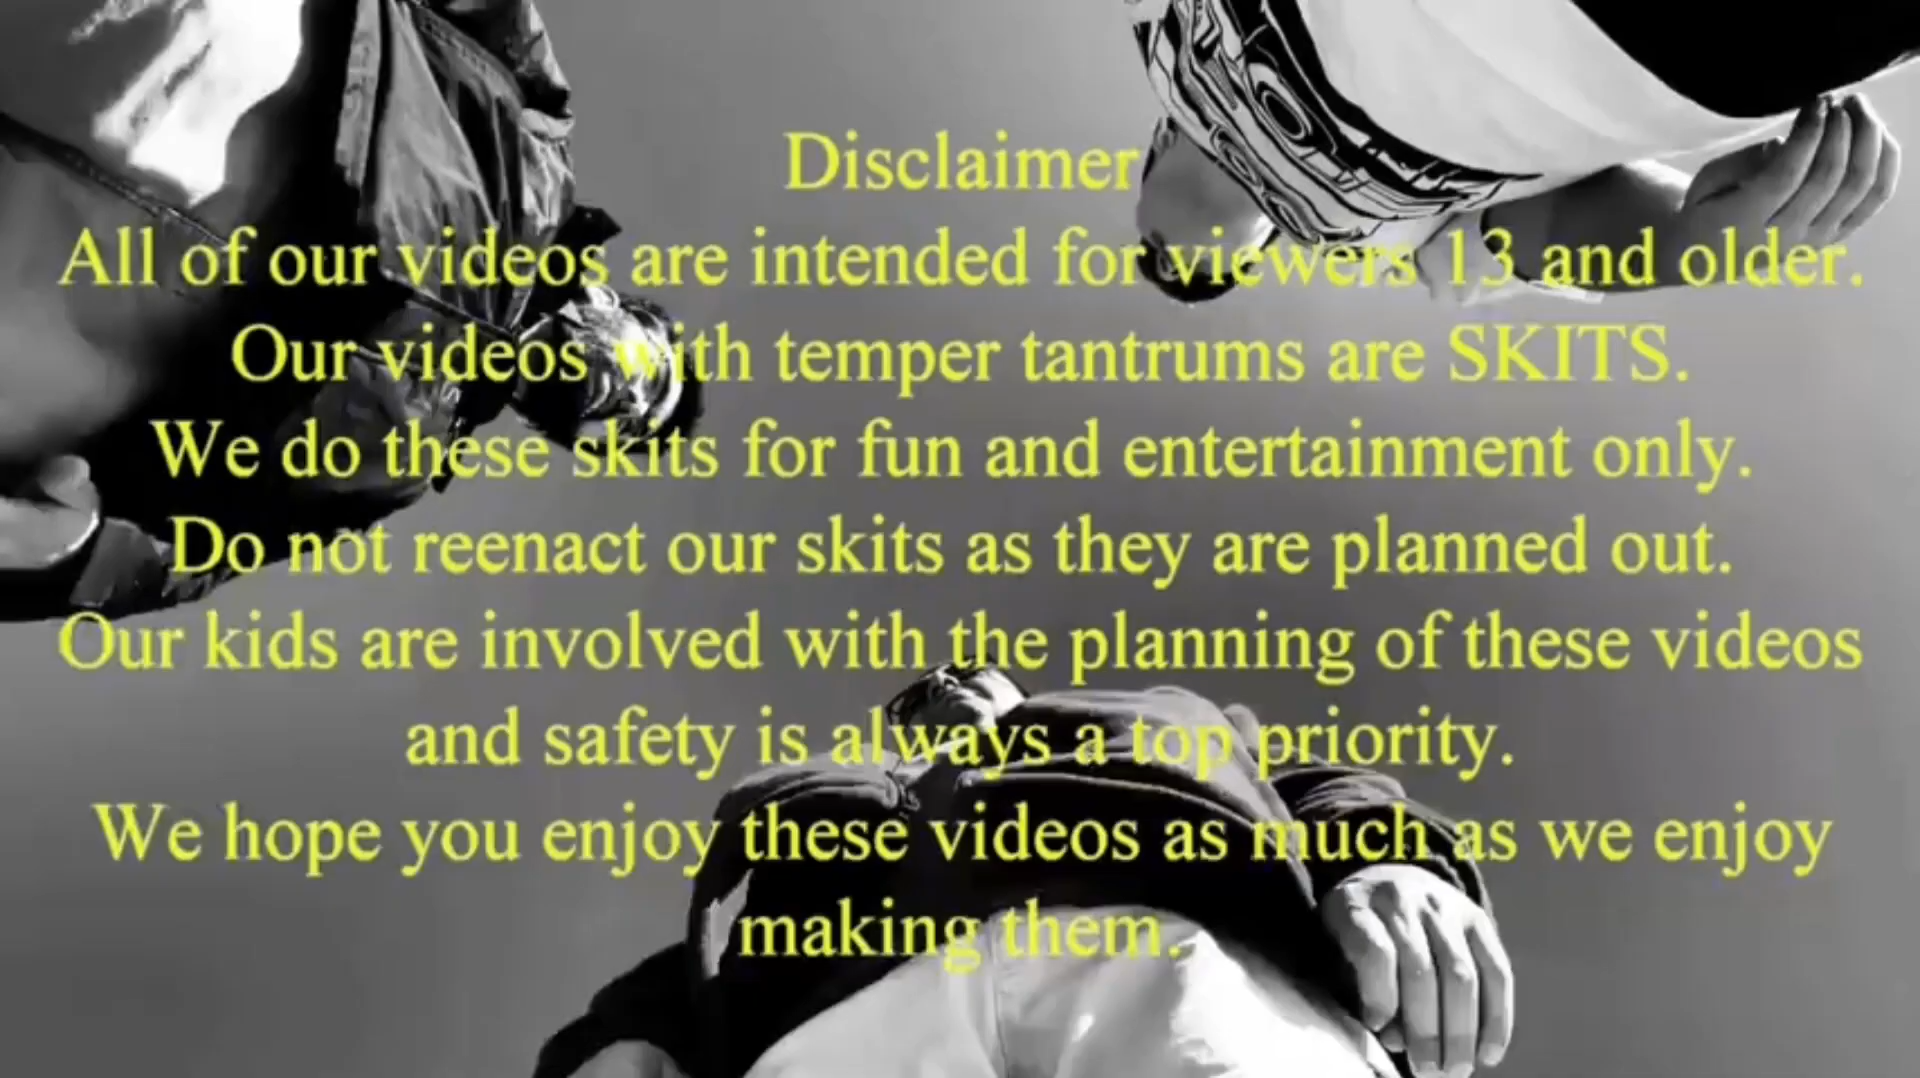 Disclaimer
All of our videos are intended for viewers 13 and older.
Our videos with temper tantrums are SKITS.
We do these skits for fun and entertainment only.
Do not reenact our skits as they are planned out.
Our kids are involved with the planning of these videos
and safety is always a top priority.
We hope you enjoy these videos as much as we enjoy
making them.